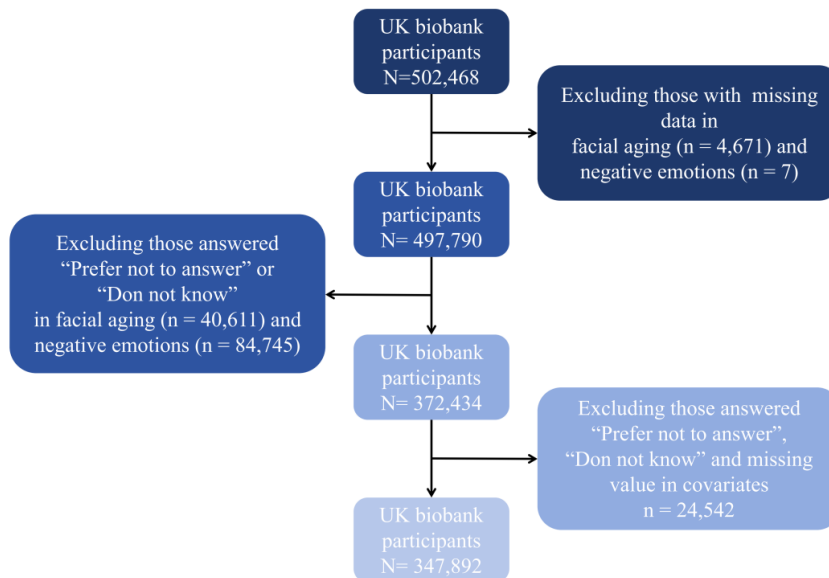 UK biobank
participants
N=502,468
Excluding those with missing
data in
facial aging (n = 4,671) and
negative emotions (n = 7)
UK biobank
participants
N= 497,790
Excluding those answered
“Prefer not to answer” or
“Don not know”
in facial aging (n = 40,611) and
negative emotions (n = 84,745)
UK biobank
participants
N= 372,434
Excluding those answered
“Prefer not to answer”,
“Don not know” and missing
value in covariates
n = 24,542
UK biobank
participants
N= 347,892